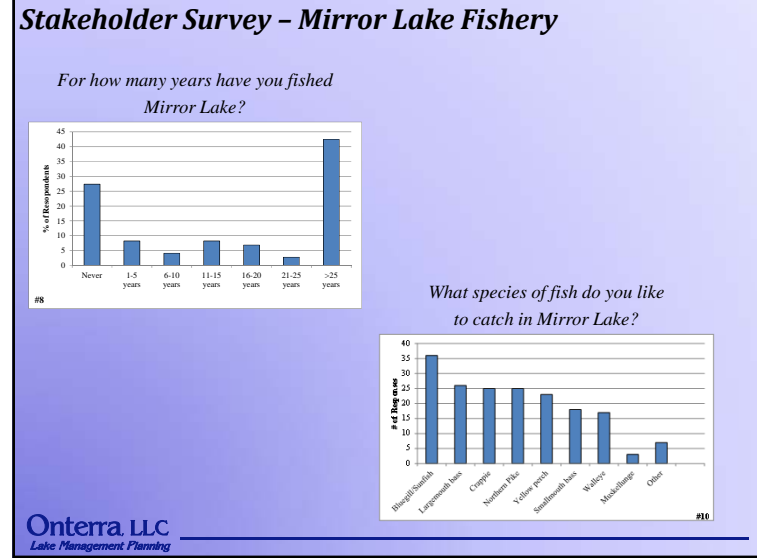 Stakeholder Survey – Mirror Lake Fishery
For how many years have you fished
Mirror Lake?
45
40
35
30
25
20
15
10
5
0
% of Resopondents
Never
1-5 years
6-10 years
11-15 years
16-20 years
21-25 years
>25 years
#8
What species of fish do you like
to catch in Mirror Lake?
40
35
30
25
20
15
10
5
0
# of Responses
Bluegill/Sunfish
Largemouth bass
Crappie
Northern Pike
Yellow perch
Smallmouth bass
Walleye
Muskellunge
Other
#10
Onterra LLC
Lake Management Planning